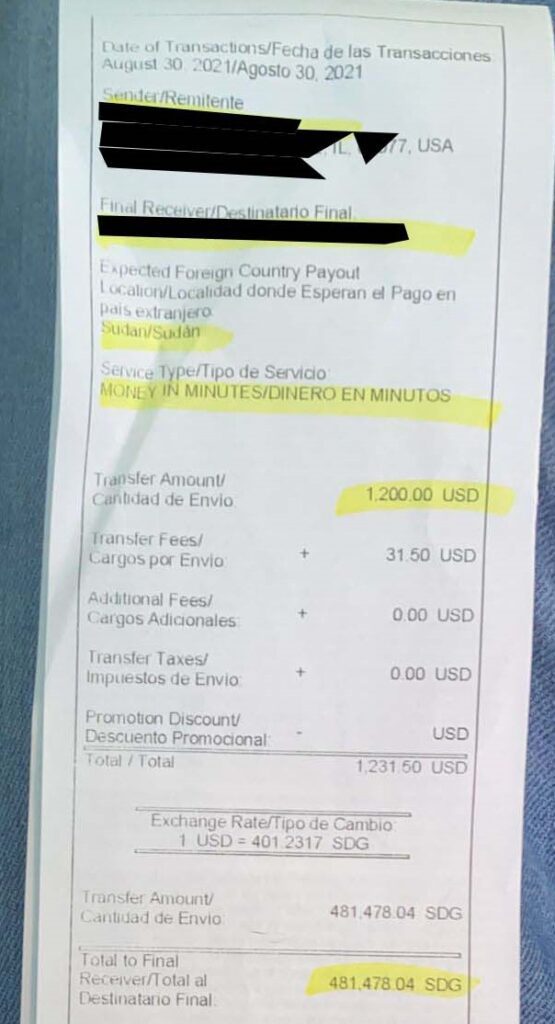 Date of Transactions/Fecha de las Transacciones
August 30, 2021/Agosto 30, 2021
Sender/Remitente
, IL, 077, USA
Final Receiver/Destinatario Final
Expected Foreign Country Payout
Location/Localidad donde Esperan el Pago en
país extranjero:
Sudan/Sudán
Service Type/Tipo de Servicio:
MONEY IN MINUTES/DINERO EN MINUTOS
Transfer Amount/
Cantidad de Envio: 1,200.00 USD
Transfer Fees/
Cargos por Envio: + 31.50 USD
Additional Fees/
Cargos Adicionales: + 0.00 USD
Transfer Taxes/
Impuestos de Envio: + 0.00 USD
Promotion Discount/
Descuento Promocional: - USD
Total / Total 1,231.50 USD
Exchange Rate/Tipo de Cambio:
1 USD = 401.2317 SDG
Transfer Amount/
Cantidad de Envio: 481,478.04 SDG
Total to Final
Receiver/Total al 481,478.04 SDG
Destinatario Final: